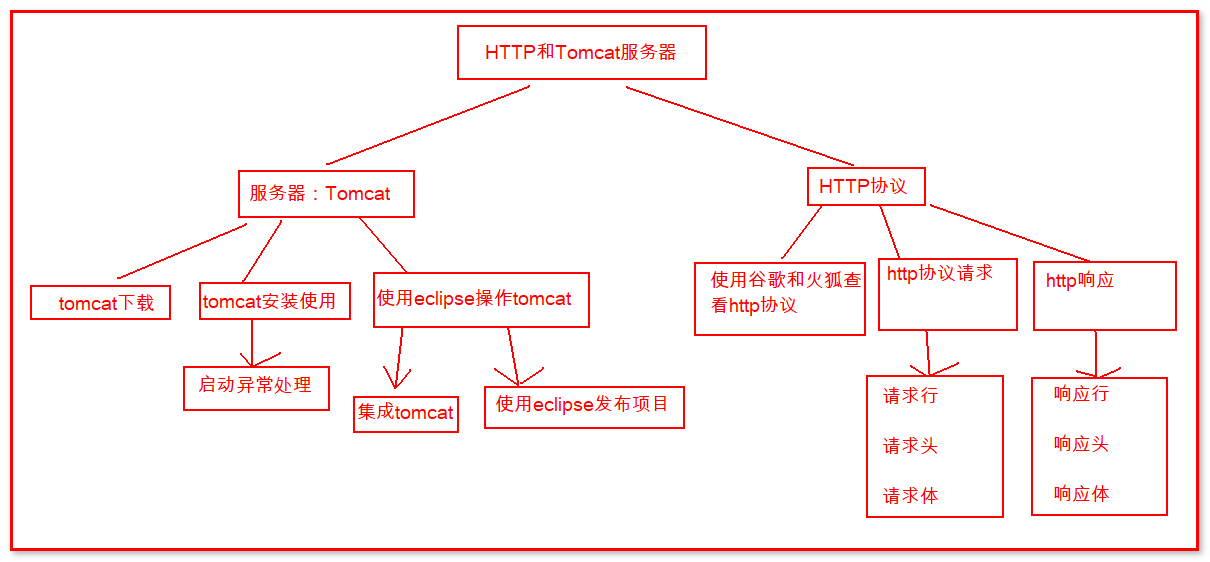 HTTP和Tomcat服务器
服务器：Tomcat
HTTP协议
tomcat下载
tomcat安装使用
使用eclipse操作tomcat
使用谷歌和火狐查
看http协议
http协议请求
http响应
启动异常处理
集成tomcat
使用eclipse发布项目
请求行
请求头
请求体
响应行
响应头
响应体